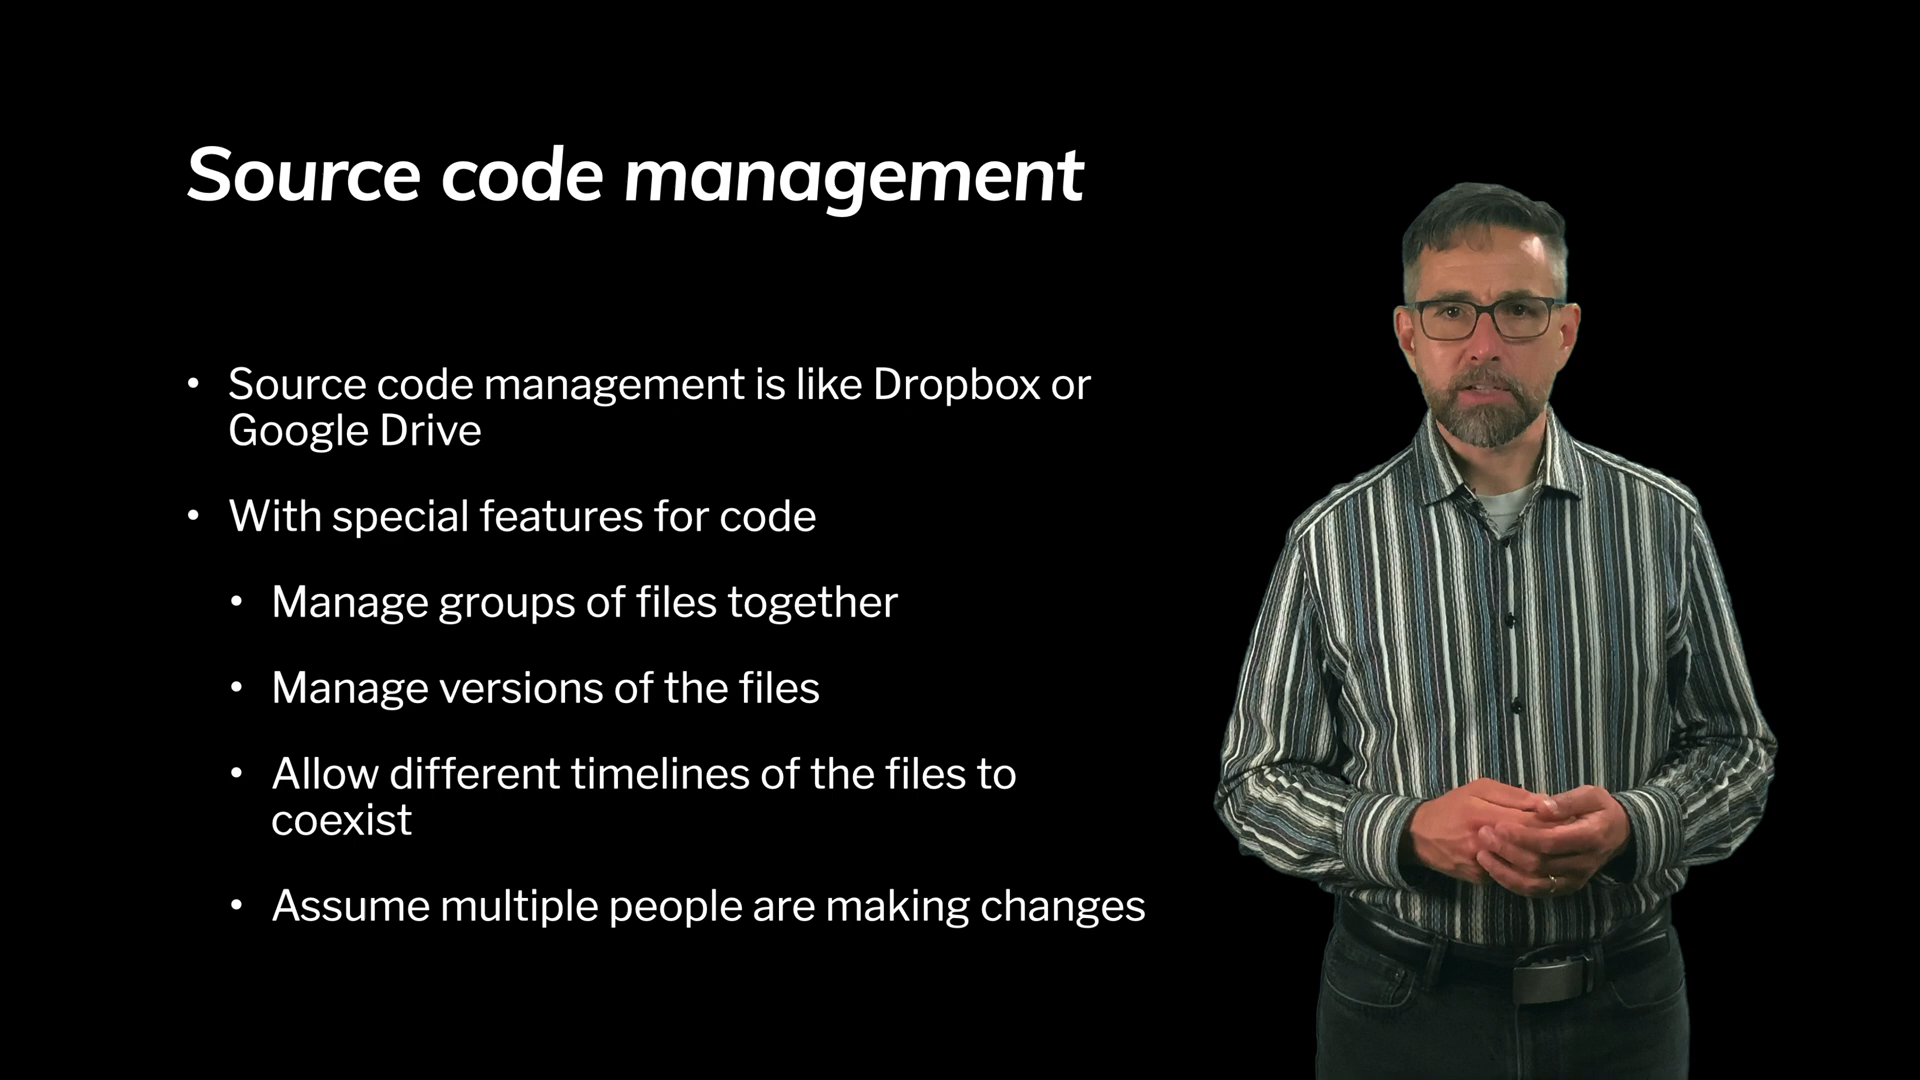 Source code management
• Source code management is like Dropbox or
Google Drive
• With special features for code
• Manage groups of files together
• Manage versions of the files
• Allow different timelines of the files to
coexist
• Assume multiple people are making changes